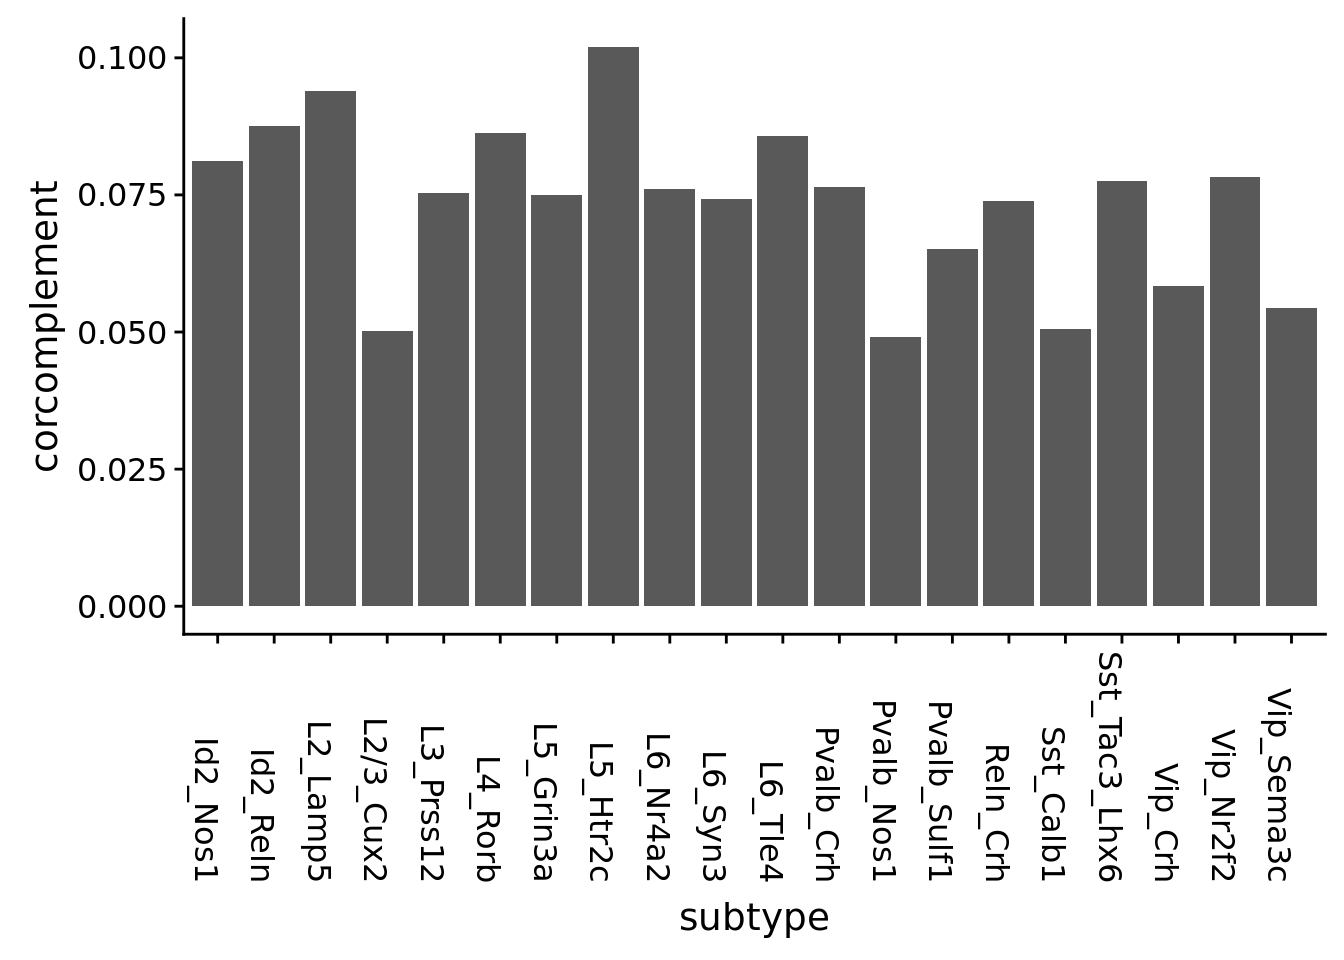 0.100
0.075
0.050
0.025
0.000
corcomplement
Id2_Nos1
Id2_Reln
L2_Lamp5
L2/3_Cux2
L3_Prss12
L4_Rorb
L5_Grin3a
L5_Htr2c
L6_Nr4a2
L6_Syn3
L6_Tle4
Pvalb_Crh
Pvalb_Nos1
Pvalb_Sulf1
Reln_Crh
Sst_Calb1
Sst_Tac3_Lhx6
Vip_Crh
Vip_Nr2f2
Vip_Sema3c
subtype